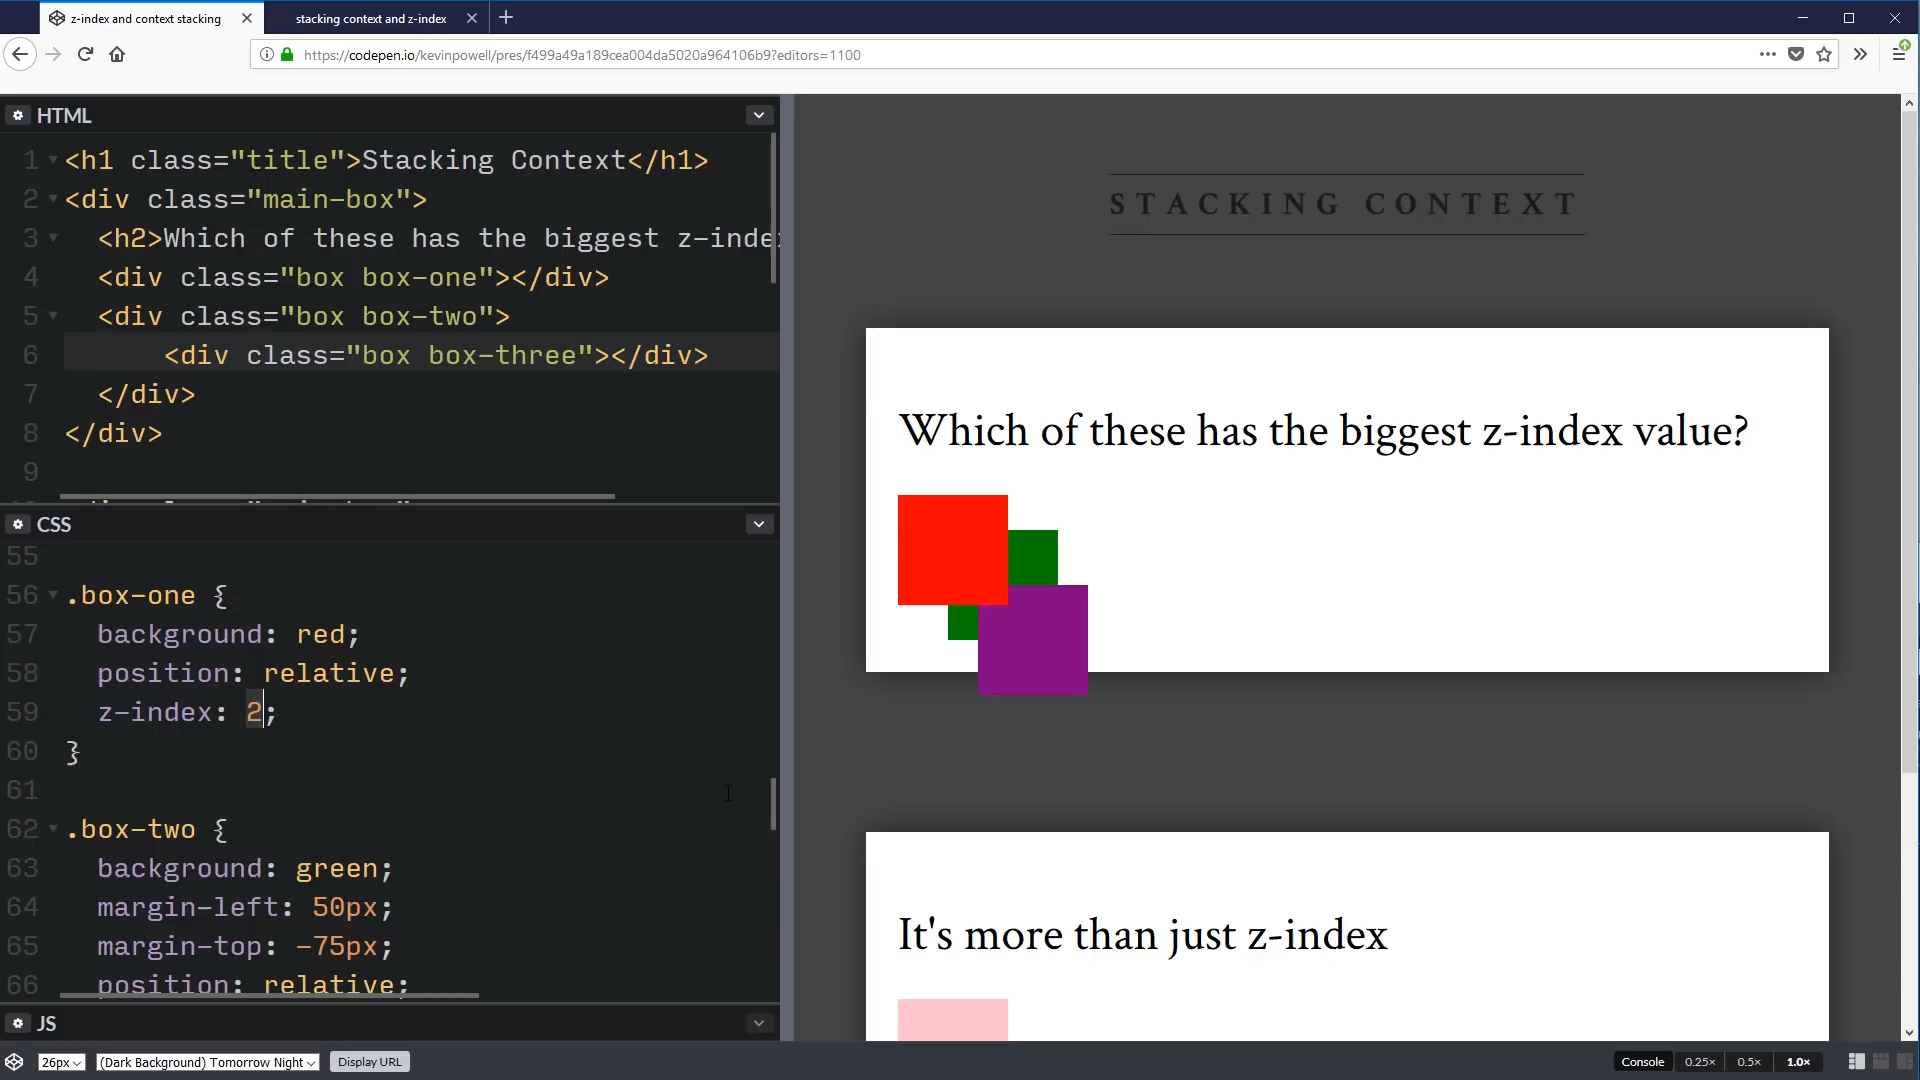 z-index and context stacking
stacking context and z-index
https://codepen.io/kevinpowell/pres/f499a49a189cea004da5020a964106b9?editors=1100
HTML
1 <h1 class="title">Stacking Context</h1>
2 <div class="main-box">
3 <h2>Which of these has the biggest z-index
4 <div class="box box-one"></div>
5 <div class="box box-two">
6 <div class="box box-three"></div>
7 </div>
8 </div>
9
CSS
55
56 .box-one {
57 background: red;
58 position: relative;
59 z-index: 2;
60 }
61
62 .box-two {
63 background: green;
64 margin-left: 50px;
65 margin-top: -75px;
66 position: relative;
JS
26px
(Dark Background) Tomorrow Night
Display URL
STACKING CONTEXT
Which of these has the biggest z-index value?
It's more than just z-index
Console
0.25×
0.5×
1.0×